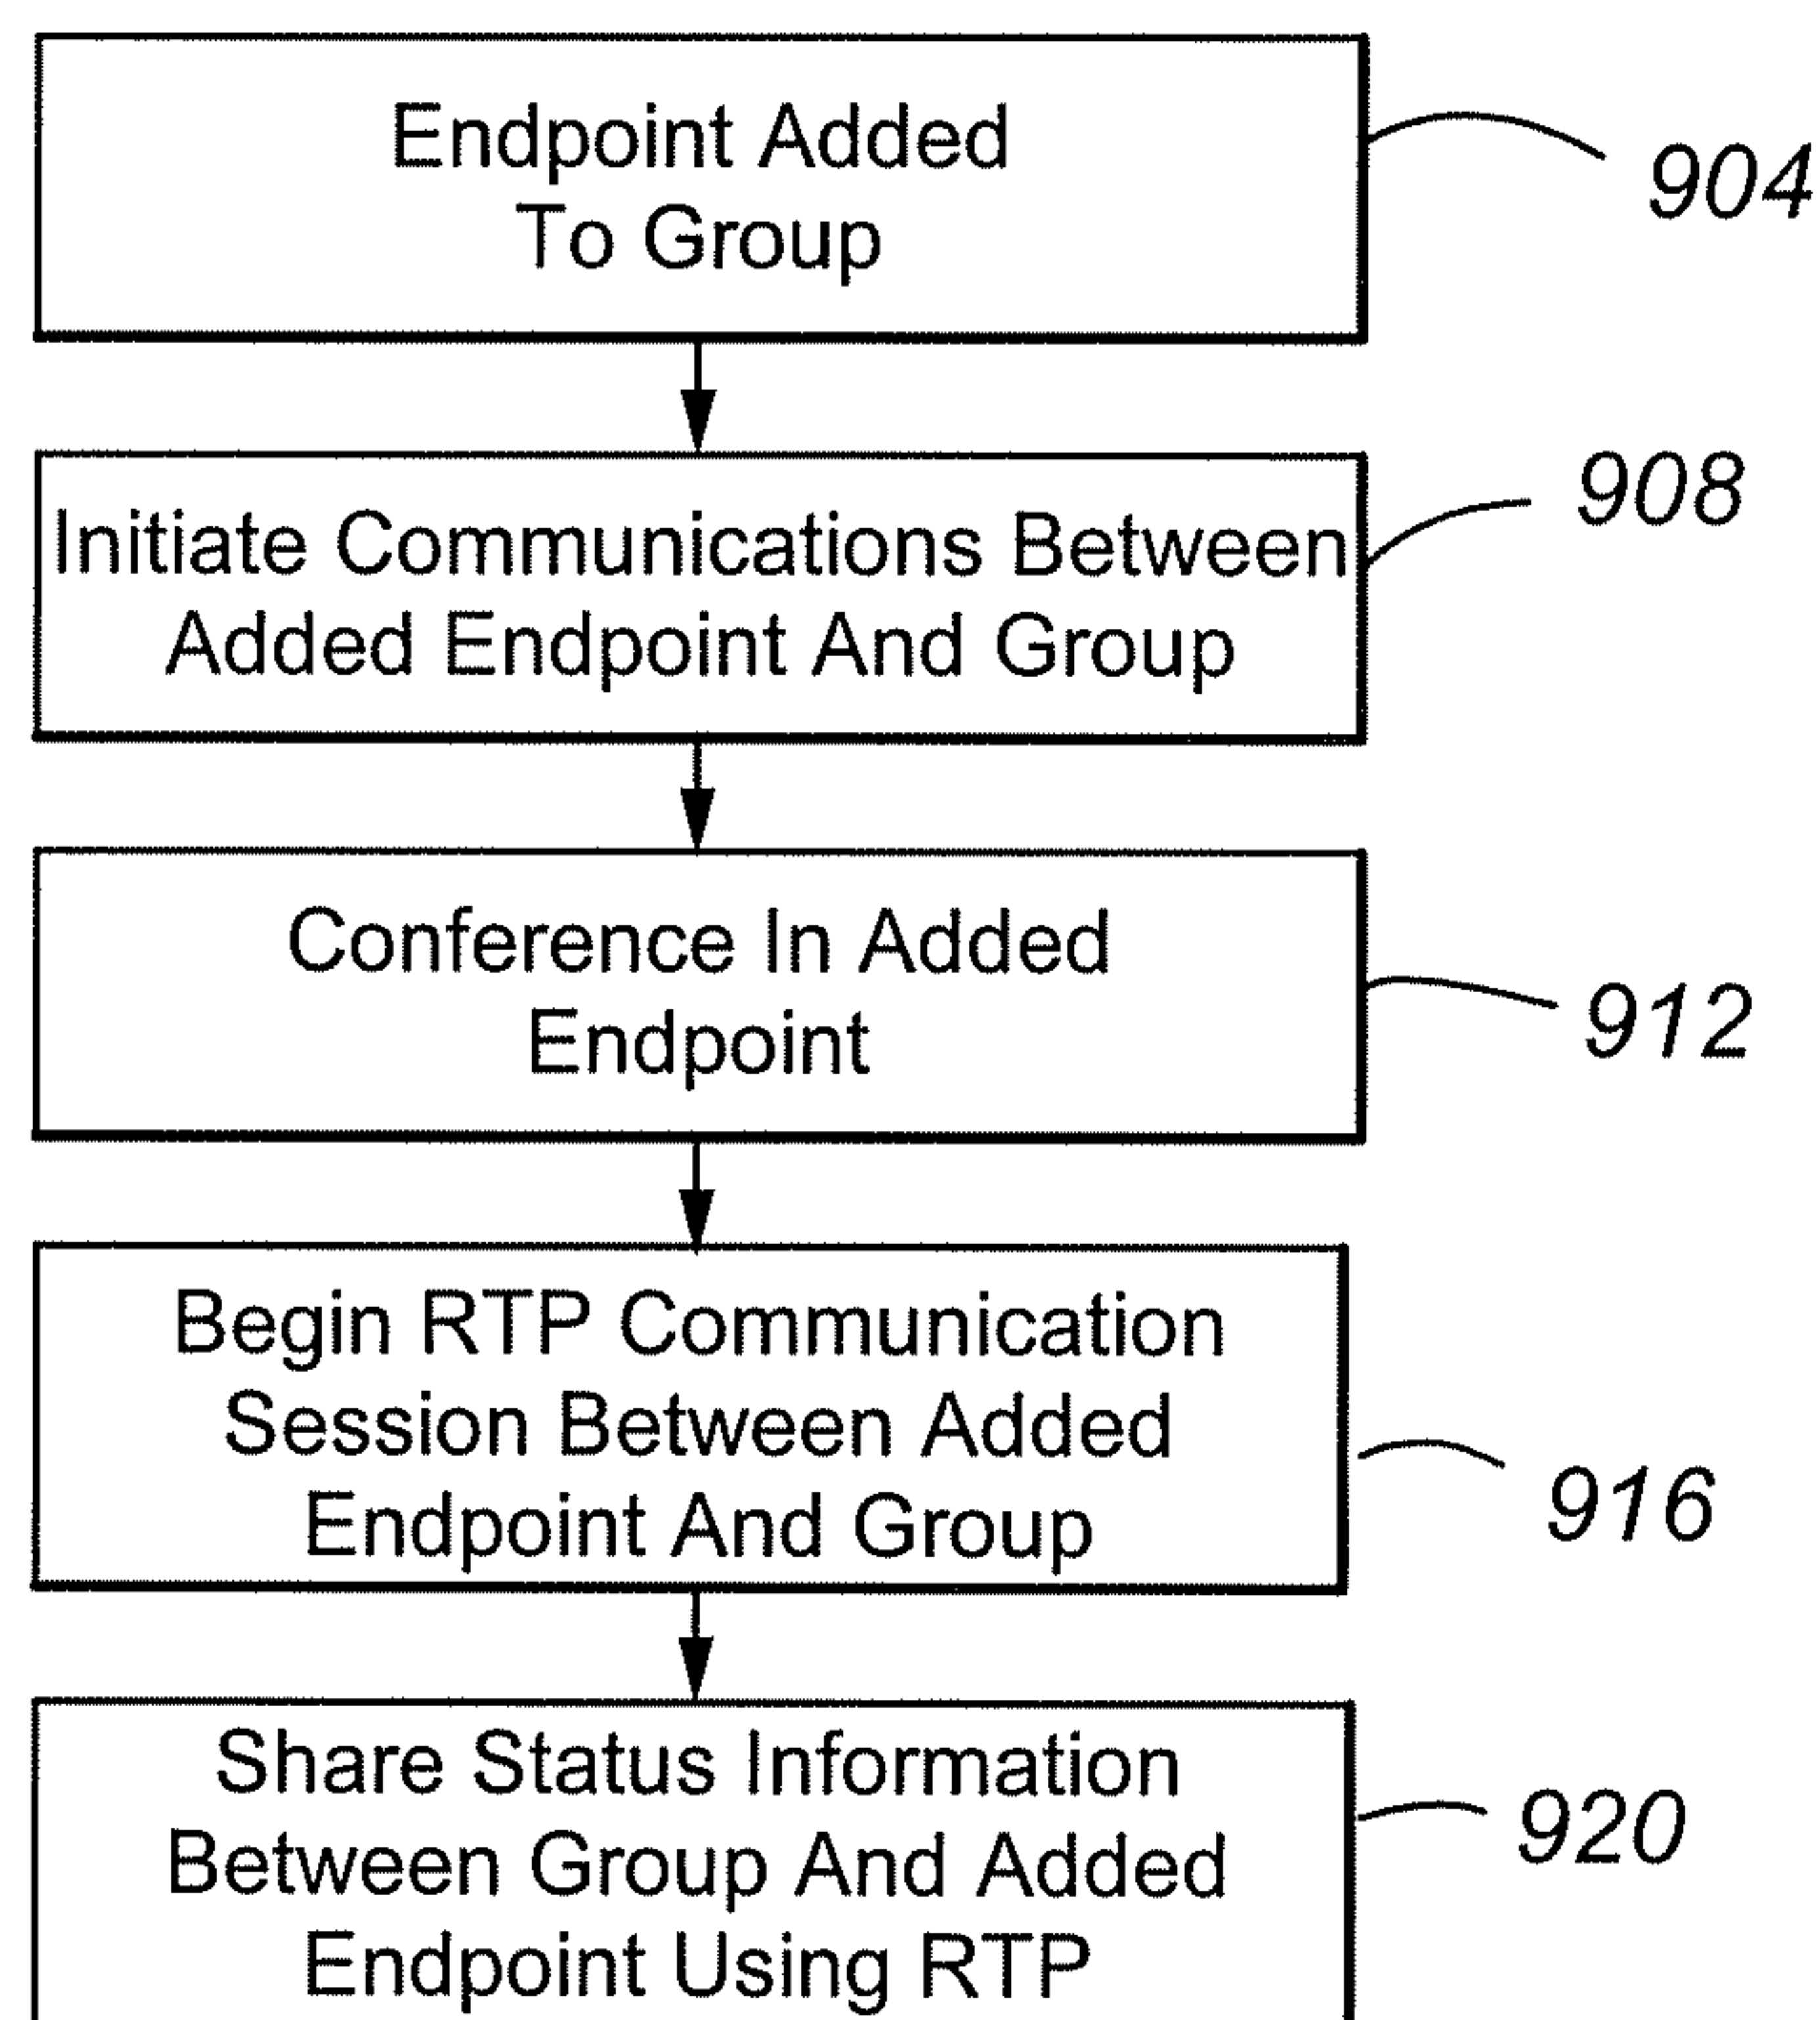 Endpoint Added
To Group
904
Initiate Communications Between
Added Endpoint And Group
908
Conference In Added
Endpoint
912
Begin RTP Communication
Session Between Added
Endpoint And Group
916
Share Status Information
Between Group And Added
Endpoint Using RTP
920